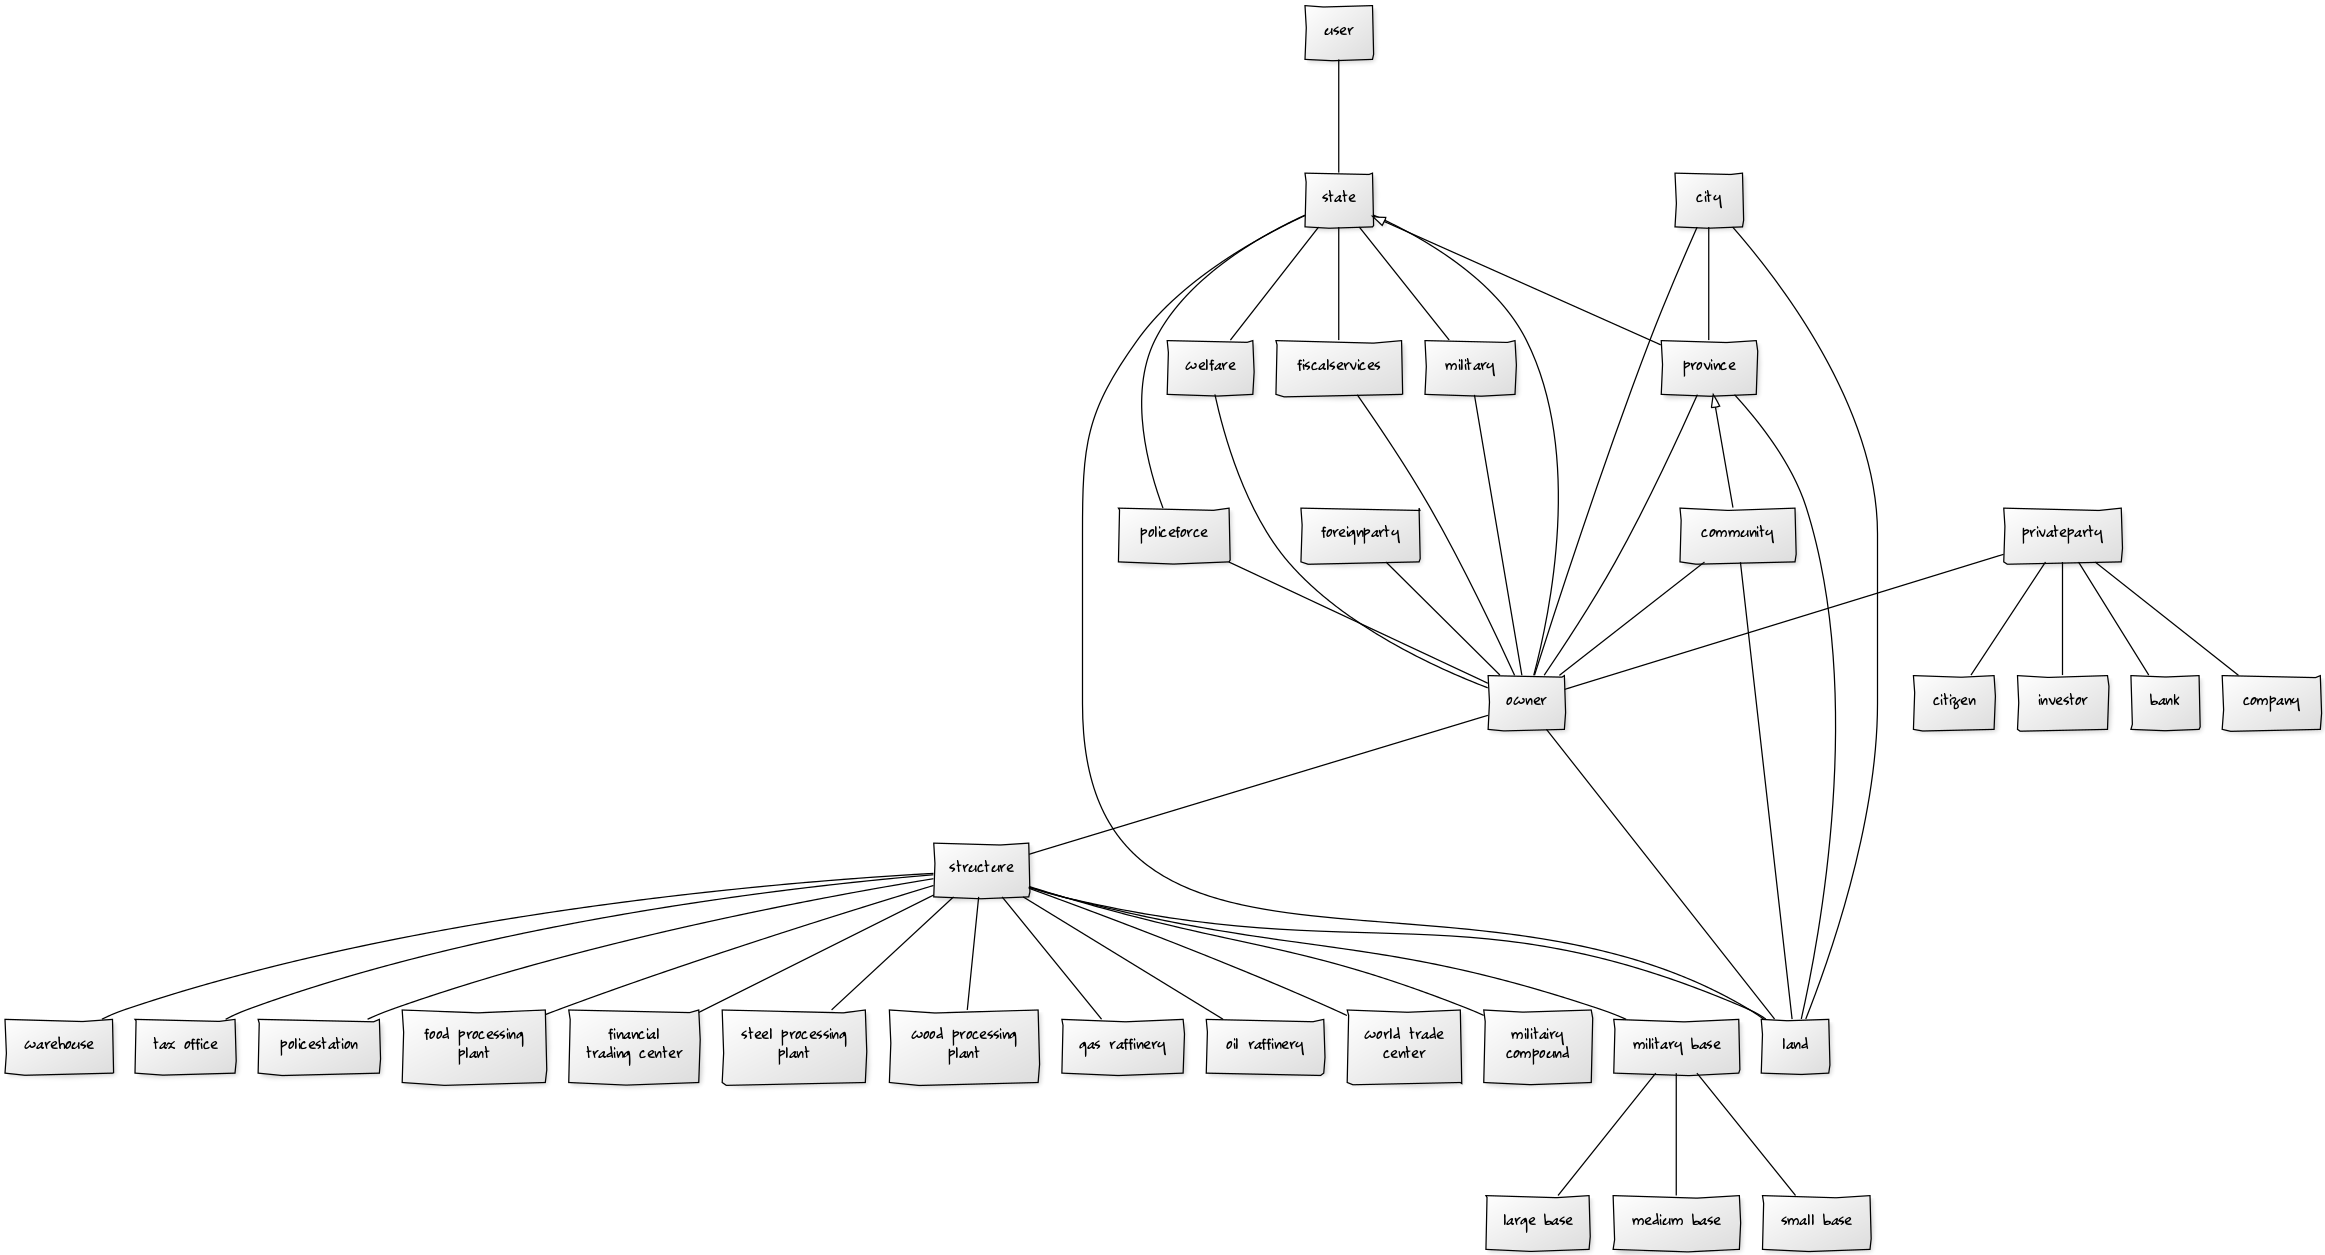 user
state
city
welfare
fiscalservices
military
province
policeforce
foreignparty
community
privateparty
owner
citizen
investor
bank
company
structure
warehouse
tax office
policestation
food processing
plant
financial
trading center
steel processing
plant
wood processing
plant
gas raffinery
oil raffinery
world trade
center
militairy
compound
military base
land
large base
medium base
small base